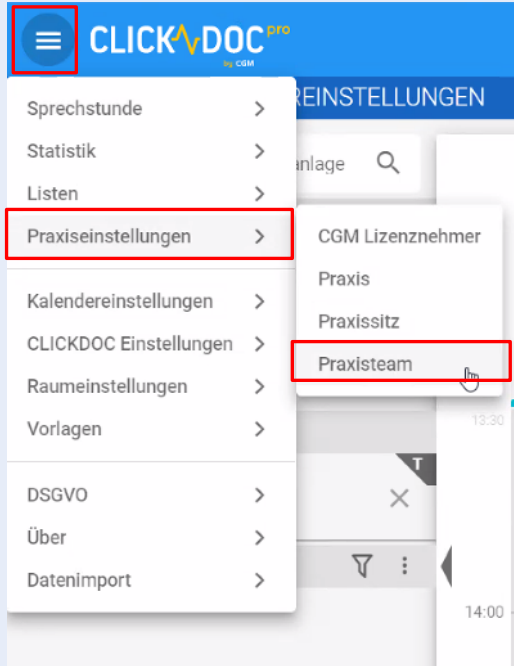 CLICKDOC pro
by CGM
REINSTELLUNGEN
Sprechstunde
Statistik
anlage
Listen
Praxiseinstellungen
CGM Lizenznehmer
Praxis
Praxissitz
Praxisteam
Kalendereinstellungen
CLICKDOC Einstellungen
Raumeinstellungen
Vorlagen
13:30
T
DSGVO
Über
Datenimport
14:00